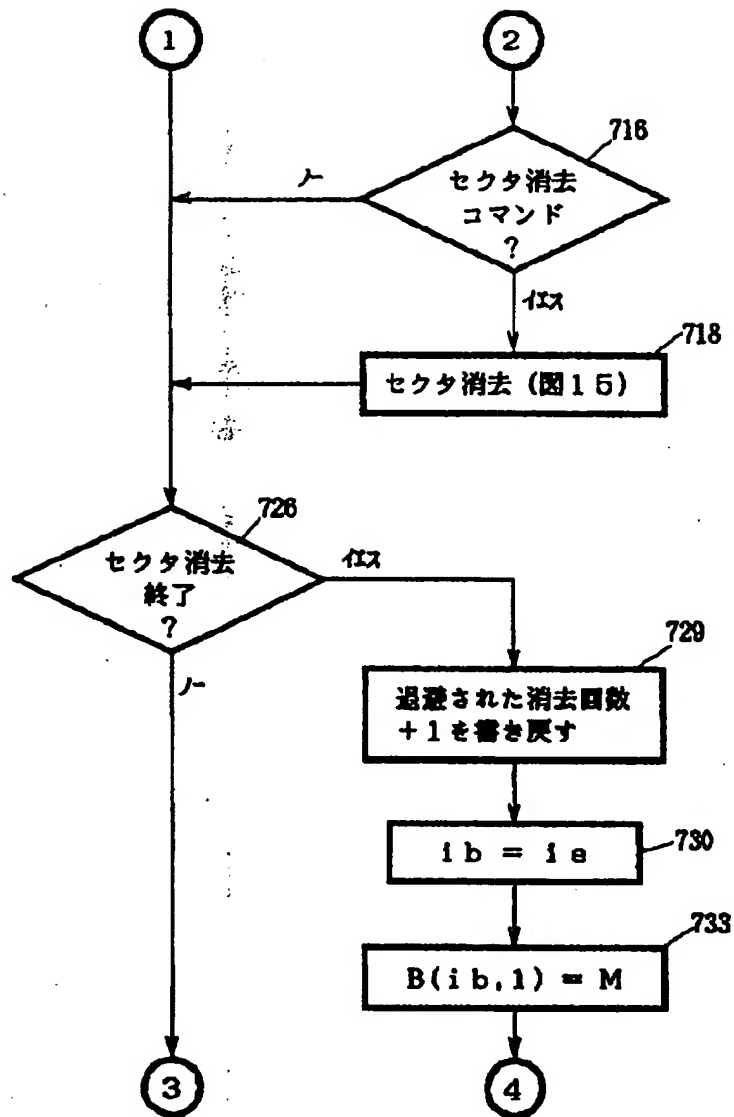 1
2
716
セクタ消去
コマンド
?
ノー
イエス
718
セクタ消去(図15)
726
セクタ消去
終了
?
イエス
ノー
729
退避された消去回数
+1を書き戻す
730
ib = ie
733
B(ib,1) = M
3
4